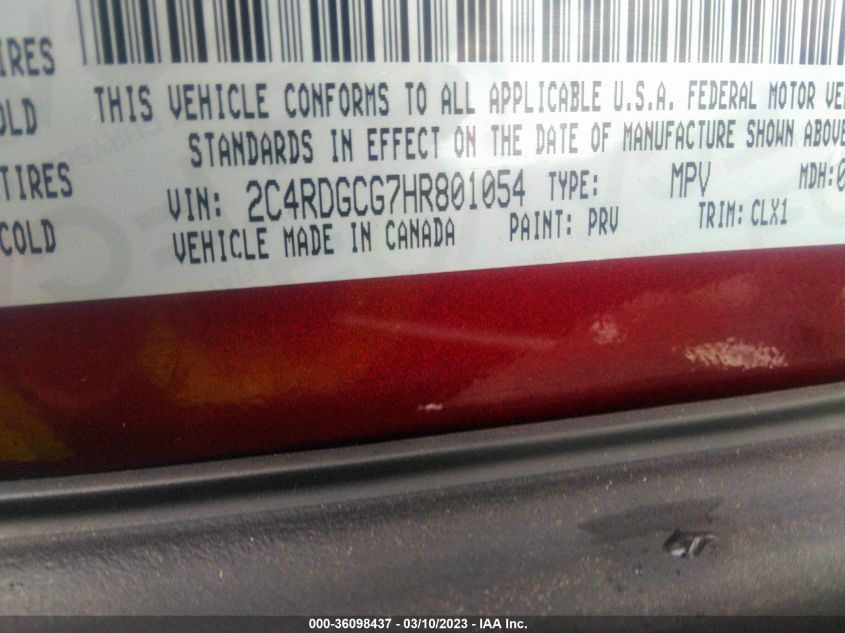 IRES
OLD
THIS VEHICLE CONFORMS TO ALL APPLICABLE U.S.A. FEDERAL MOTOR VE
STANDARDS IN EFFECT ON THE DATE OF MANUFACTURE SHOWN ABOVE
TIRES
VIN: 2C4RDGCG7HR801054 TYPE: MPV MDH:0
COLD
VEHICLE MADE IN CANADA PAINT: PRV TRIM: CLX1
000-36098437 - 03/10/2023 - IAA Inc.